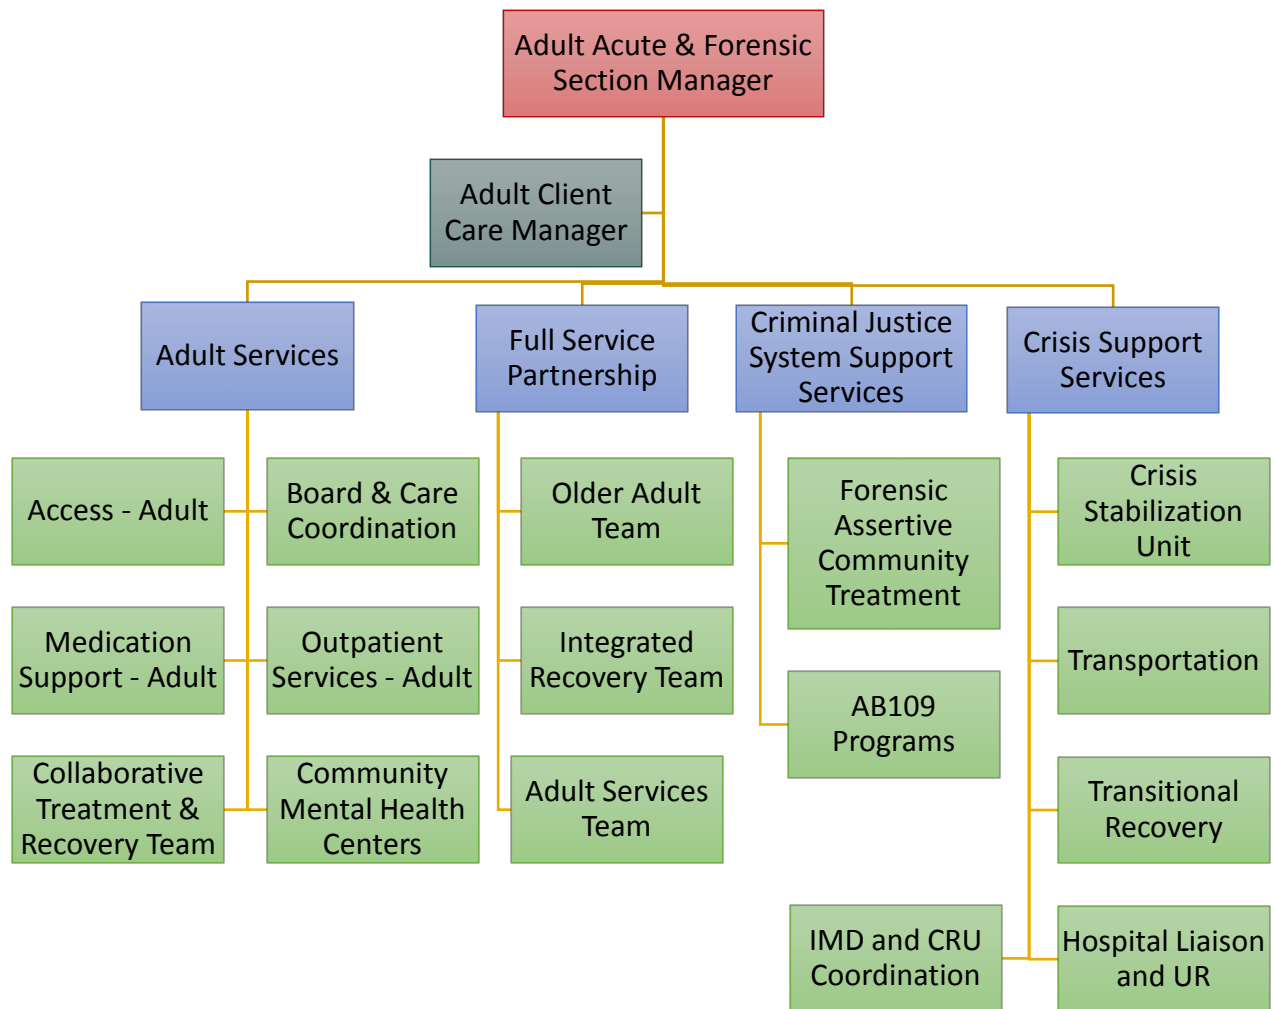 Adult Acute & Forensic
Section Manager
Adult Client
Care Manager
Adult Services
Full Service
Partnership
Criminal Justice
System Support
Services
Crisis Support
Services
Access - Adult
Board & Care
Coordination
Medication
Support - Adult
Outpatient
Services - Adult
Collaborative
Treatment &
Recovery Team
Community
Mental Health
Centers
Older Adult
Team
Integrated
Recovery Team
Adult Services
Team
Forensic
Assertive
Community
Treatment
AB109
Programs
Crisis
Stabilization
Unit
Transportation
Transitional
Recovery
IMD and CRU
Coordination
Hospital Liaison
and UR